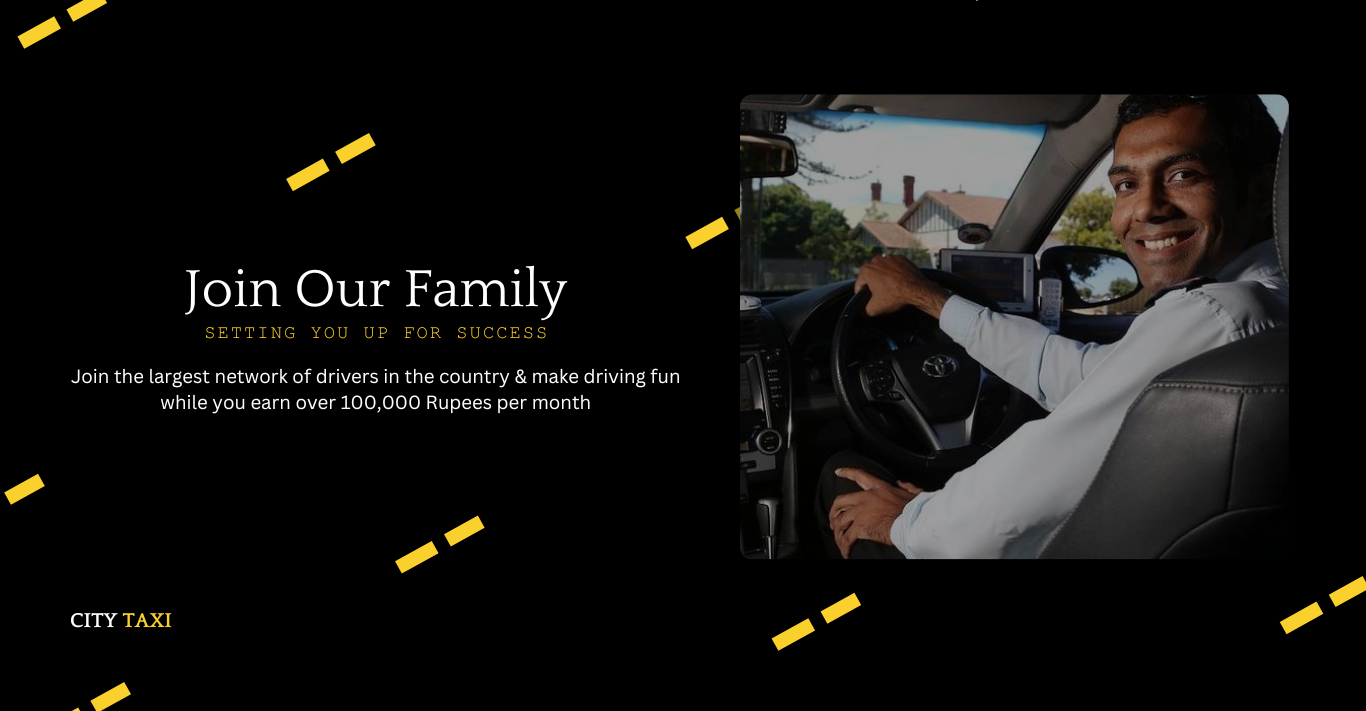 Join Our Family
SETTING YOU UP FOR SUCCESS
Join the largest network of drivers in the country & make driving fun
while you earn over 100,000 Rupees per month
CITY TAXI